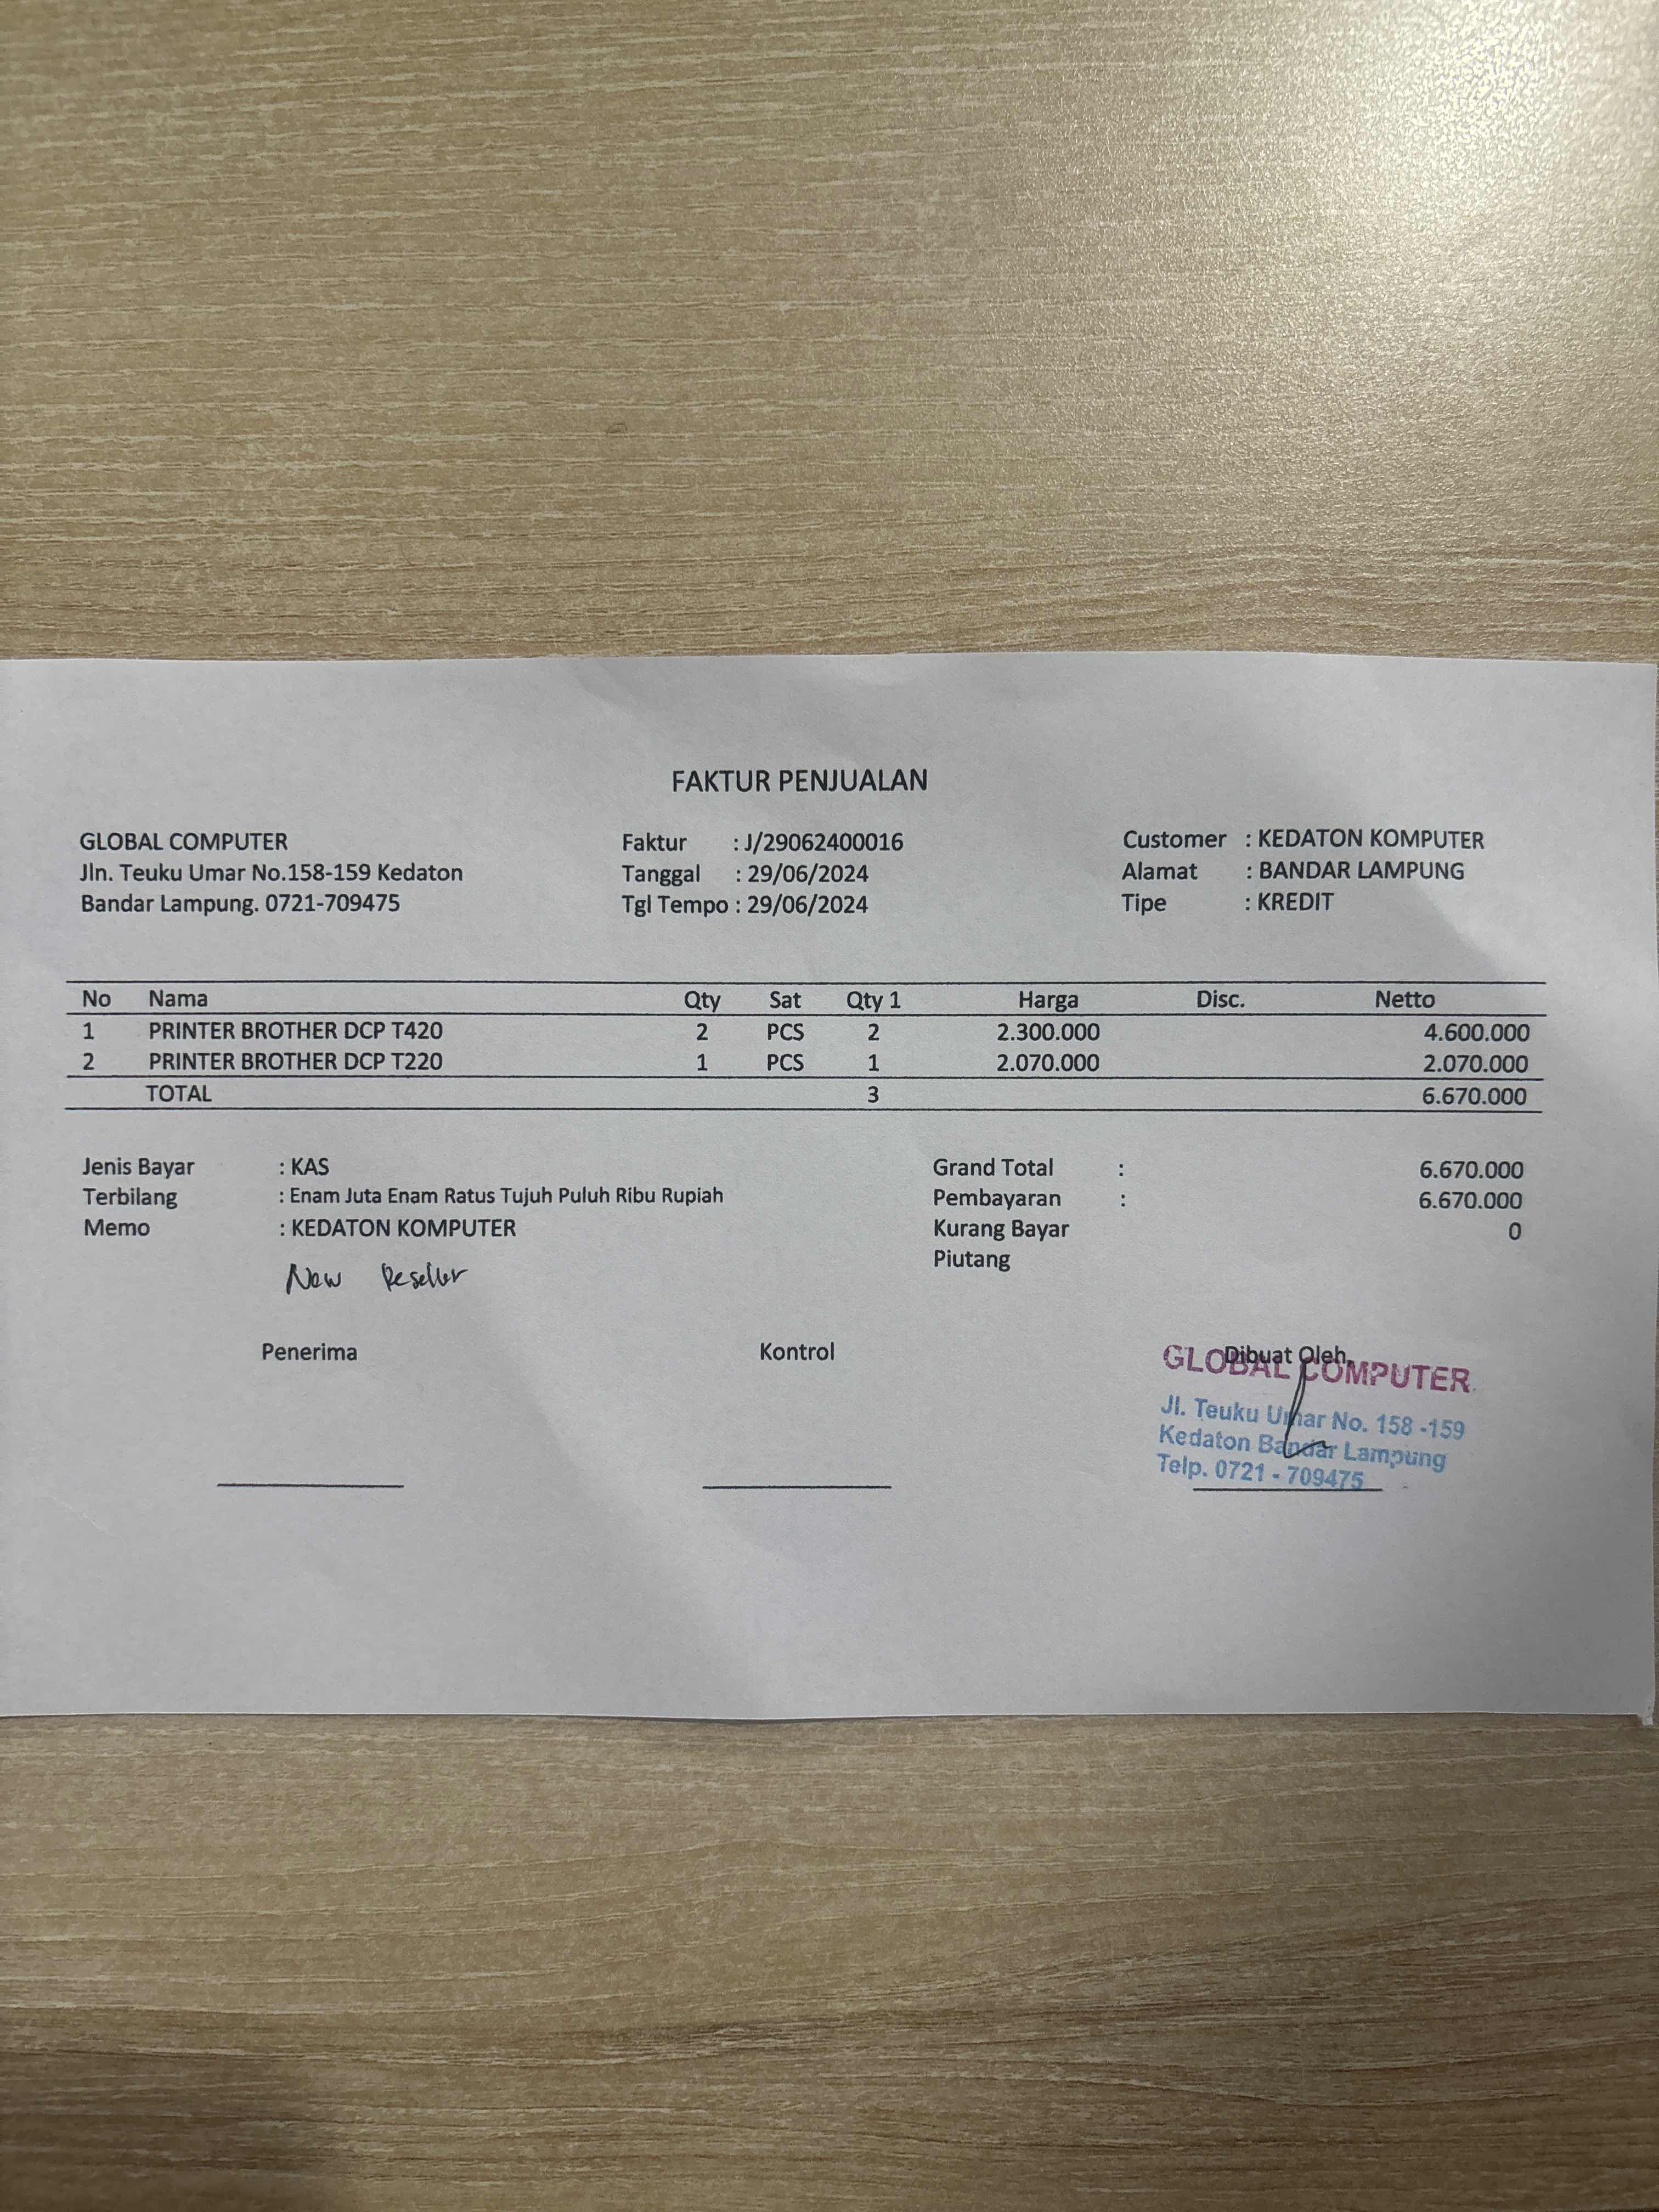 FAKTUR PENJUALAN
GLOBAL COMPUTER
Jln. Teuku Umar No.158-159 Kedaton
Bandar Lampung. 0721-709475
Faktur : J/29062400016
Tanggal : 29/06/2024
Tgl Tempo : 29/06/2024
Customer : KEDATON KOMPUTER
Alamat : BANDAR LAMPUNG
Tipe : KREDIT
No Nama Qty Sat Qty 1 Harga Disc. Netto
1 PRINTER BROTHER DCP T420 2 PCS 2 2.300.000 4.600.000
2 PRINTER BROTHER DCP T220 1 PCS 1 2.070.000 2.070.000
TOTAL 3 6.670.000
Jenis Bayar : KAS
Terbilang : Enam Juta Enam Ratus Tujuh Puluh Ribu Rupiah
Memo : KEDATON KOMPUTER
New Reseller
Grand Total : 6.670.000
Pembayaran : 6.670.000
Kurang Bayar 0
Piutang
Penerima
Kontrol
Dibuat Oleh,
GLOBAL COMPUTER
Jl. Teuku Umar No. 158 -159
Kedaton Bandar Lampung
Telp. 0721 - 709475